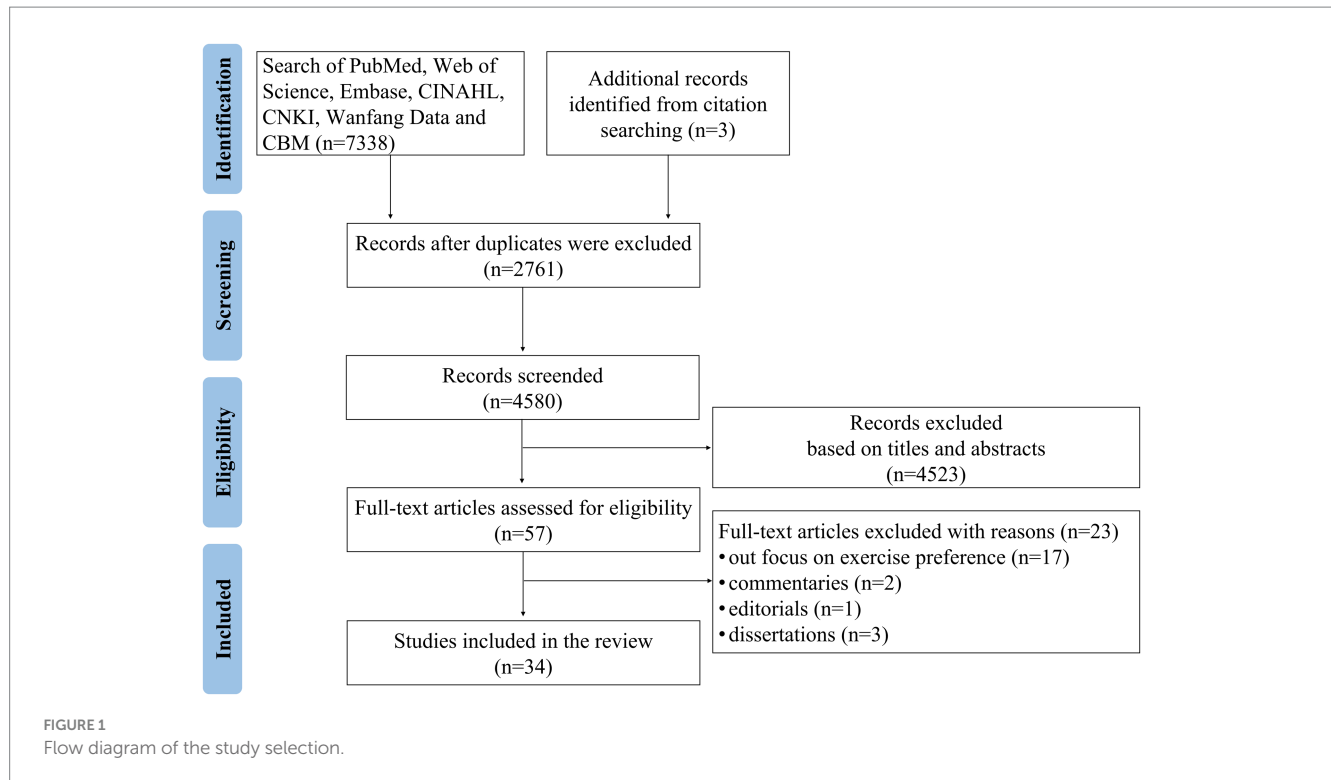 Identification
Search of PubMed, Web of
Science, Embase, CINAHL,
CNKI, Wanfang Data and
CBM (n=7338)
Additional records
identified from citation
searching (n=3)
Screening
Records after duplicates were excluded
(n=2761)
Records screended
(n=4580)
Eligibility
Records excluded
based on titles and abstracts
(n=4523)
Full-text articles assessed for eligibility
(n=57)
Full-text articles excluded with reasons (n=23)
• out focus on exercise preference (n=17)
• commentaries (n=2)
• editorials (n=1)
• dissertations (n=3)
Included
Studies included in the review
(n=34)
FIGURE 1
Flow diagram of the study selection.